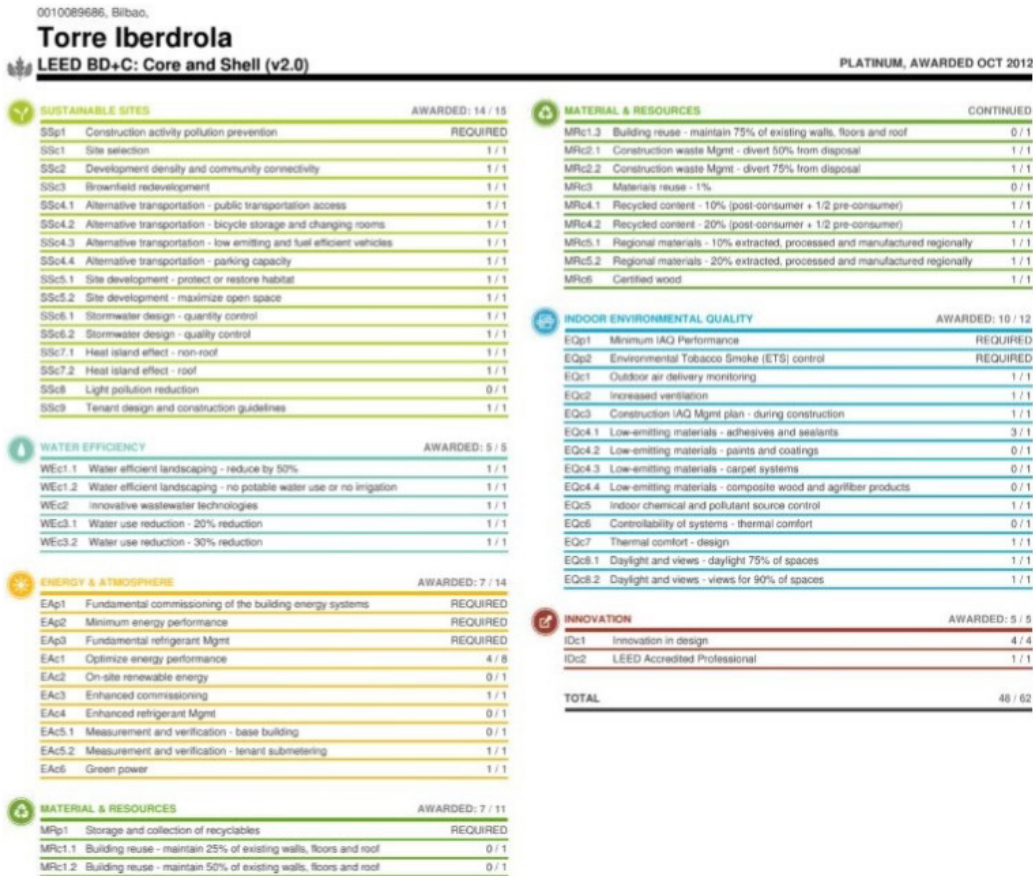 0010089686, Bilbao,
Torre Iberdrola
LEED BD+C: Core and Shell (v2.0)
PLATINUM, AWARDED OCT 2012
SUSTAINABLE SITES AWARDED: 14 / 15
SSp1 Construction activity pollution prevention REQUIRED
SSc1 Site selection 1 / 1
SSc2 Development density and community connectivity 1 / 1
SSc3 Brownfield redevelopment 1 / 1
SSc4.1 Alternative transportation - public transportation access 1 / 1
SSc4.2 Alternative transportation - bicycle storage and changing rooms 1 / 1
SSc4.3 Alternative transportation - low emitting and fuel efficient vehicles 1 / 1
SSc4.4 Alternative transportation - parking capacity 1 / 1
SSc5.1 Site development - protect or restore habitat 1 / 1
SSc5.2 Site development - maximize open space 1 / 1
SSc6.1 Stormwater design - quantity control 1 / 1
SSc6.2 Stormwater design - quality control 1 / 1
SSc7.1 Heat island effect - non-roof 1 / 1
SSc7.2 Heat island effect - roof 1 / 1
SSc8 Light pollution reduction 0 / 1
SSc9 Tenant design and construction guidelines 1 / 1
WATER EFFICIENCY AWARDED: 5 / 5
WEc1.1 Water efficient landscaping - reduce by 50% 1 / 1
WEc1.2 Water efficient landscaping - no potable water use or no irrigation 1 / 1
WEc2 Innovative wastewater technologies 1 / 1
WEc3.1 Water use reduction - 20% reduction 1 / 1
WEc3.2 Water use reduction - 30% reduction 1 / 1
ENERGY & ATMOSPHERE AWARDED: 7 / 14
EAp1 Fundamental commissioning of the building energy systems REQUIRED
EAp2 Minimum energy performance REQUIRED
EAp3 Fundamental refrigerant Mgmt REQUIRED
EAc1 Optimize energy performance 4 / 8
EAc2 On-site renewable energy 0 / 1
EAc3 Enhanced commissioning 1 / 1
EAc4 Enhanced refrigerant Mgmt 0 / 1
EAc5.1 Measurement and verification - base building 0 / 1
EAc5.2 Measurement and verification - tenant submetering 1 / 1
EAc6 Green power 1 / 1
MATERIAL & RESOURCES AWARDED: 7 / 11
MRp1 Storage and collection of recyclables REQUIRED
MRc1.1 Building reuse - maintain 25% of existing walls, floors and roof 0 / 1
MRc1.2 Building reuse - maintain 50% of existing walls, floors and roof 0 / 1
MATERIAL & RESOURCES CONTINUED
MRc1.3 Building reuse - maintain 75% of existing walls, floors and roof 0 / 1
MRc2.1 Construction waste Mgmt - divert 50% from disposal 1 / 1
MRc2.2 Construction waste Mgmt - divert 75% from disposal 1 / 1
MRc3 Materials reuse - 1% 0 / 1
MRc4.1 Recycled content - 10% (post-consumer + 1/2 pre-consumer) 1 / 1
MRc4.2 Recycled content - 20% (post-consumer + 1/2 pre-consumer) 1 / 1
MRc5.1 Regional materials - 10% extracted, processed and manufactured regionally 1 / 1
MRc5.2 Regional materials - 20% extracted, processed and manufactured regionally 1 / 1
MRc6 Certified wood 1 / 1
INDOOR ENVIRONMENTAL QUALITY AWARDED: 10 / 12
EQp1 Minimum IAQ Performance REQUIRED
EQp2 Environmental Tobacco Smoke (ETS) control REQUIRED
EQc1 Outdoor air delivery monitoring 1 / 1
EQc2 Increased ventilation 1 / 1
EQc3 Construction IAQ Mgmt plan - during construction 1 / 1
EQc4.1 Low-emitting materials - adhesives and sealants 3 / 1
EQc4.2 Low-emitting materials - paints and coatings 0 / 1
EQc4.3 Low-emitting materials - carpet systems 0 / 1
EQc4.4 Low-emitting materials - composite wood and agrifiber products 0 / 1
EQc5 Indoor chemical and pollutant source control 1 / 1
EQc6 Controllability of systems - thermal comfort 0 / 1
EQc7 Thermal comfort - design 1 / 1
EQc8.1 Daylight and views - daylight 75% of spaces 1 / 1
EQc8.2 Daylight and views - views for 90% of spaces 1 / 1
INNOVATION AWARDED: 5 / 5
IDc1 Innovation in design 4 / 4
IDc2 LEED Accredited Professional 1 / 1
TOTAL 48 / 62